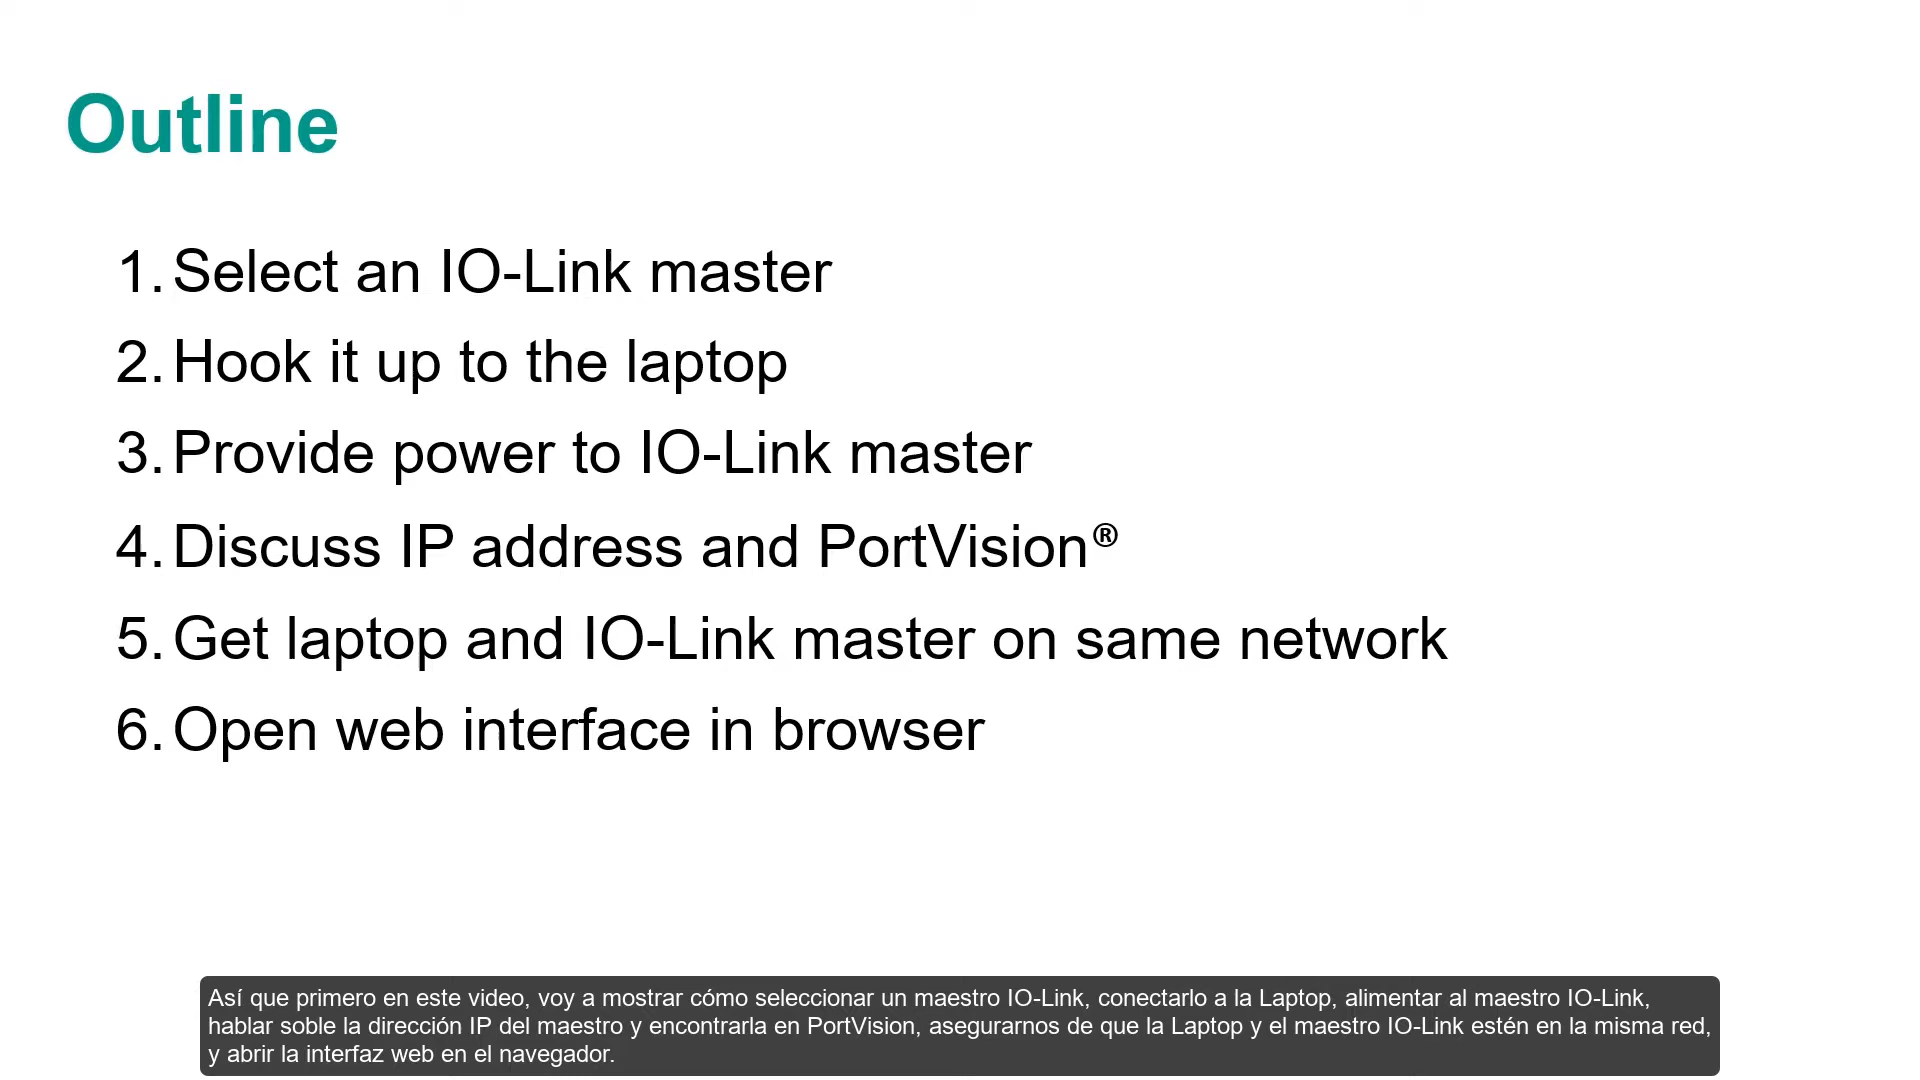 Outline
1. Select an IO-Link master
2. Hook it up to the laptop
3. Provide power to IO-Link master
4. Discuss IP address and PortVision®
5. Get laptop and IO-Link master on same network
6. Open web interface in browser
Así que primero en este video, voy a mostrar cómo seleccionar un maestro IO-Link, conectarlo a la Laptop, alimentar al maestro IO-Link,
hablar soble la dirección IP del maestro y encontrarla en PortVision, asegurarnos de que la Laptop y el maestro IO-Link estén en la misma red,
y abrir la interfaz web en el navegador.